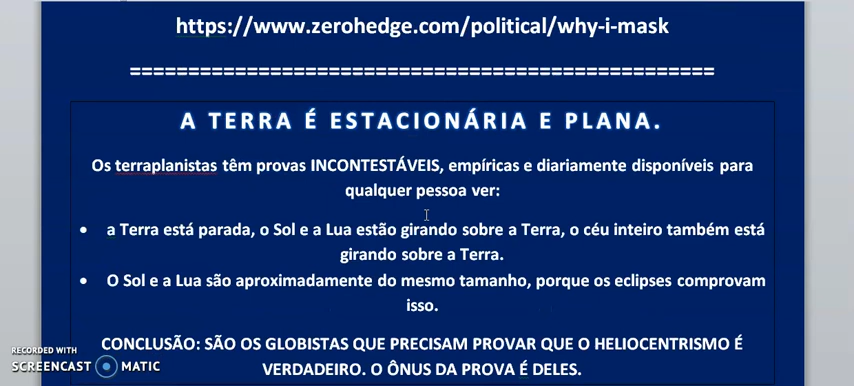 https://www.zerohedge.com/political/why-i-mask
==================================================
A TERRA É ESTACIONÁRIA E PLANA.
Os terraplanistas têm provas INCONTESTÁVEIS, empíricas e diariamente disponíveis para
qualquer pessoa ver:
• a Terra está parada, o Sol e a Lua estão girando sobre a Terra, o céu inteiro também está
girando sobre a Terra.
• O Sol e a Lua são aproximadamente do mesmo tamanho, porque os eclipses comprovam
isso.
CONCLUSÃO: SÃO OS GLOBISTAS QUE PRECISAM PROVAR QUE O HELIOCENTRISMO É
VERDADEIRO. O ÔNUS DA PROVA É DELES.
RECORDED WITH
SCREENCAST MATIC